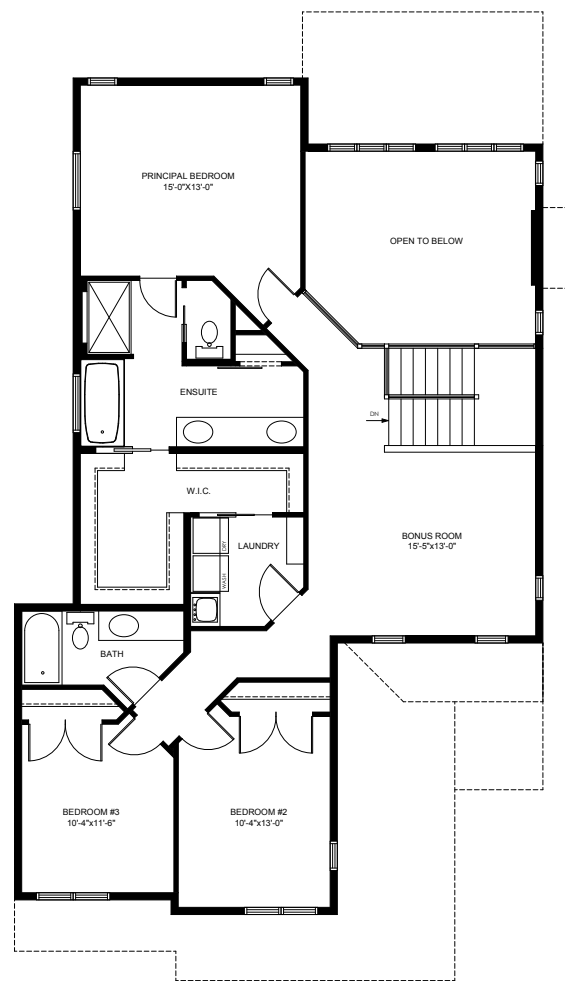 PRINCIPAL BEDROOM
15'-0"X13'-0"
OPEN TO BELOW
ENSUITE
DN
W.I.C.
BONUS ROOM
15'-5"x13'-0"
LAUNDRY
DRY
WASH
BATH
BEDROOM #3
10'-4"x11'-6"
BEDROOM #2
10'-4"x13'-0"